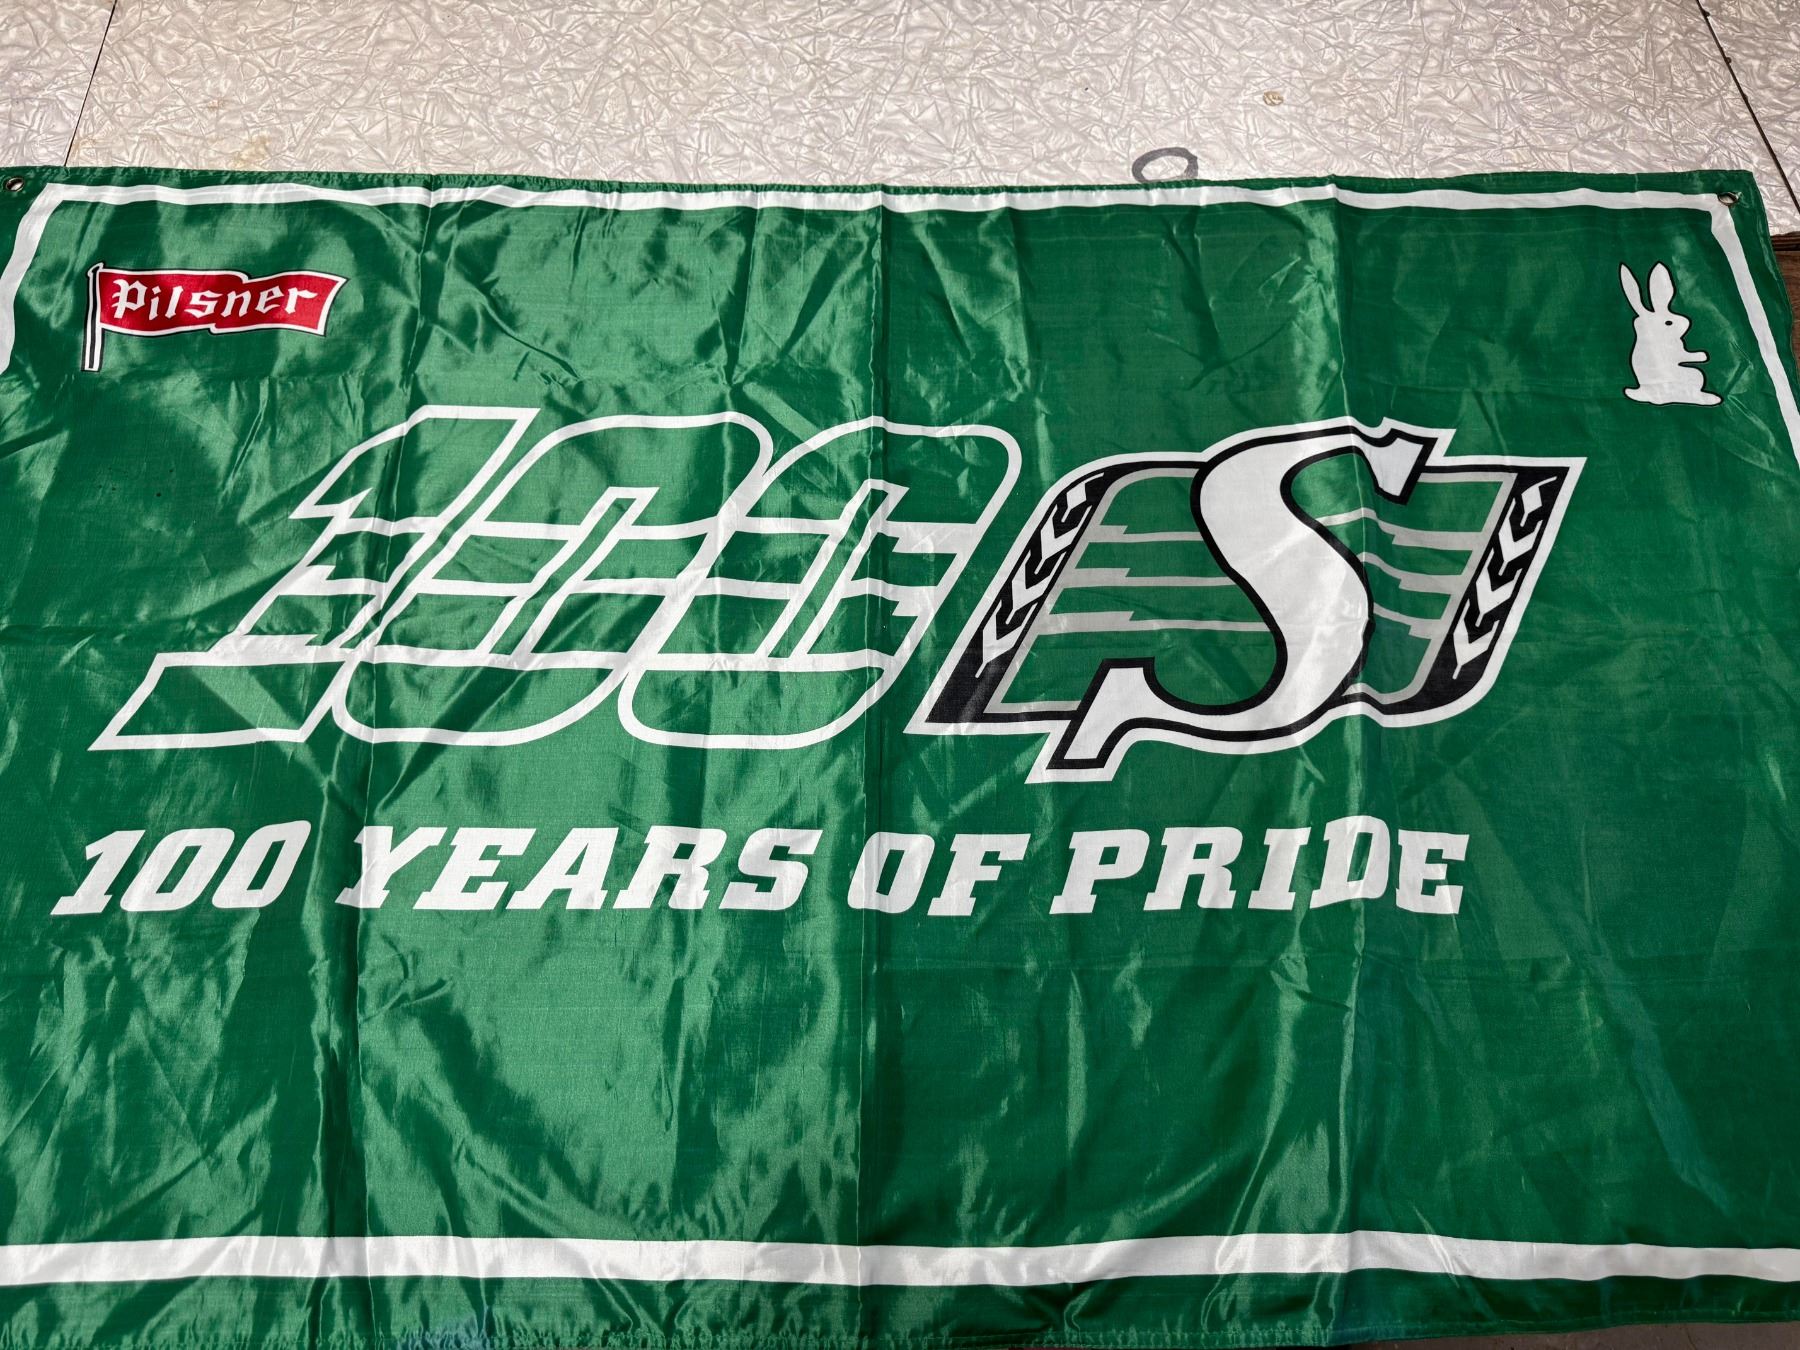 Pilsner
100 S
100 YEARS OF PRIDE